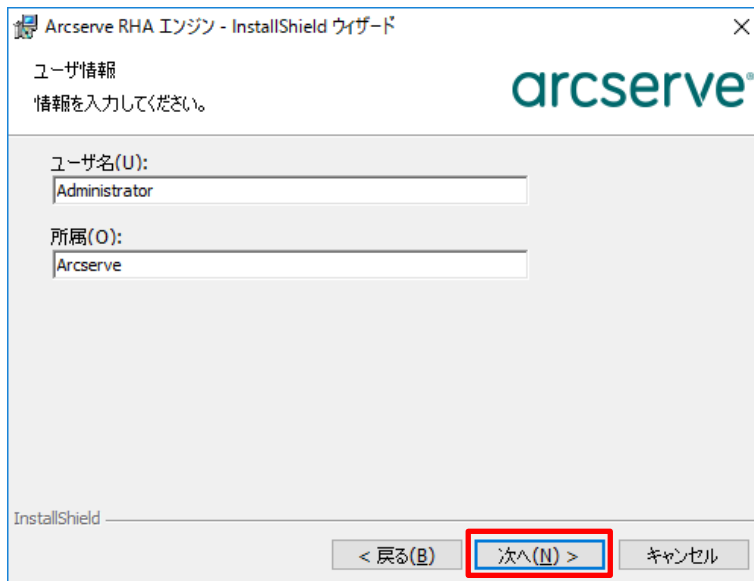 Arcserve RHA エンジン - InstallShield ウィザード
ユーザ情報
情報を入力してください。
arcserve®
ユーザ名(U):
Administrator
所属(O):
Arcserve
InstallShield
< 戻る(B)
次へ(N) >
キャンセル